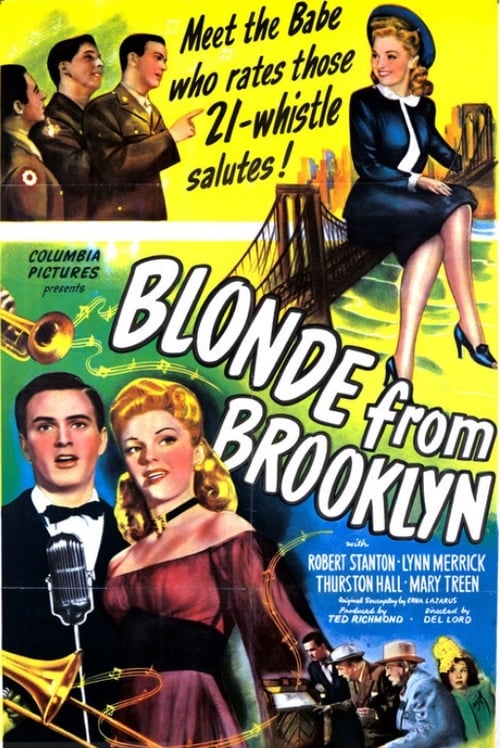 Meet the Babe
who rates those
21-whistle
salutes!
COLUMBIA
PICTURES
presents
BLONDE from
BROOKLYN
with
ROBERT STANTON · LYNN MERRICK
THURSTON HALL · MARY TREEN
Original Screenplay by ERNA LAZARUS
Produced by
TED RICHMOND ·
Directed by
DEL LORD